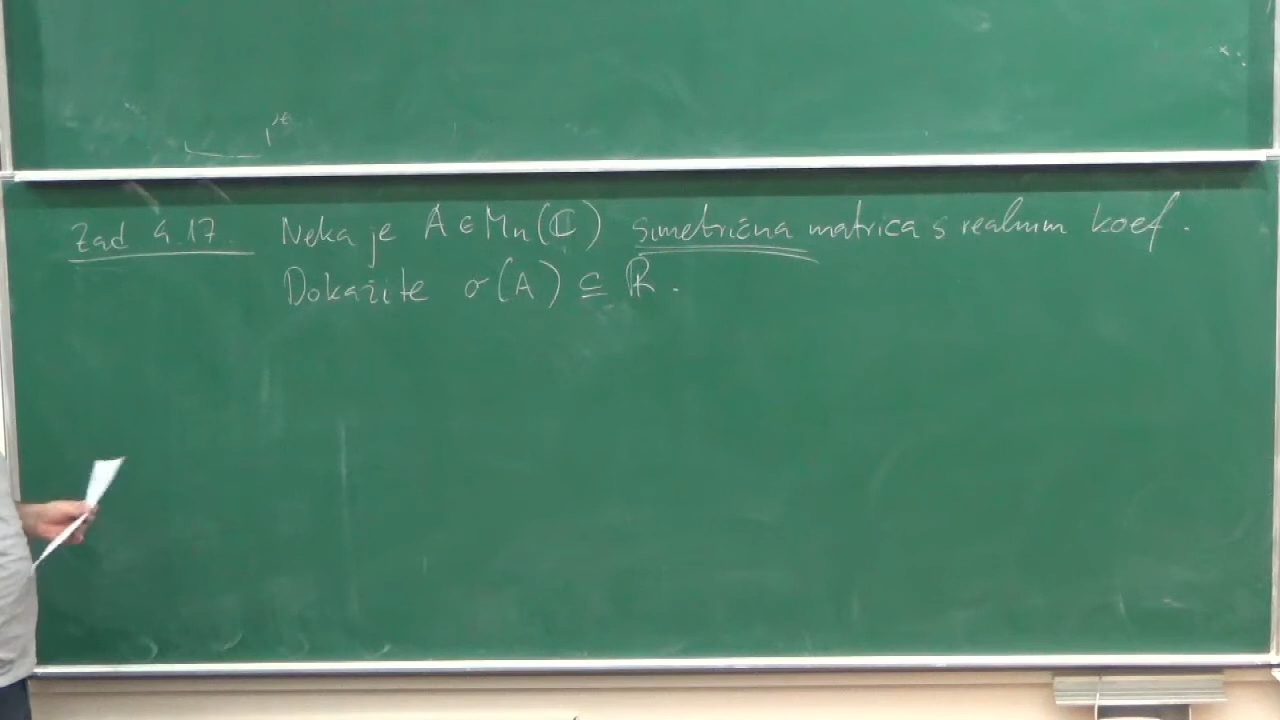 Zad 4.17. Neka je A ∈ Mn(ℂ) simetrična matrica s realnim koef.
Dokažite σ(A) ⊆ ℝ.